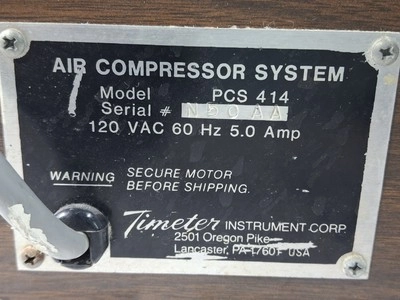 AIR COMPRESSOR SYSTEM
Model PCS 414
Serial # N50AA
120 VAC 60 Hz 5.0 Amp
WARNING SECURE MOTOR
BEFORE SHIPPING.
Timeter INSTRUMENT CORP.
2501 Oregon Pike
Lancaster, PA 17601 USA